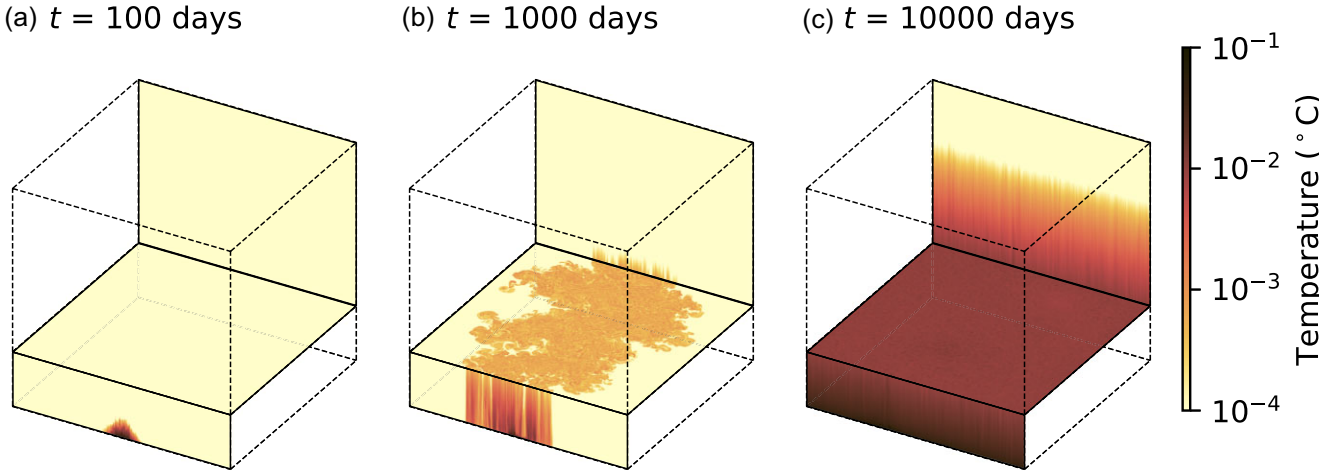 (a) t = 100 days
(b) t = 1000 days
(c) t = 10000 days
10⁻¹
10⁻²
10⁻³
10⁻⁴
Temperature (°C)